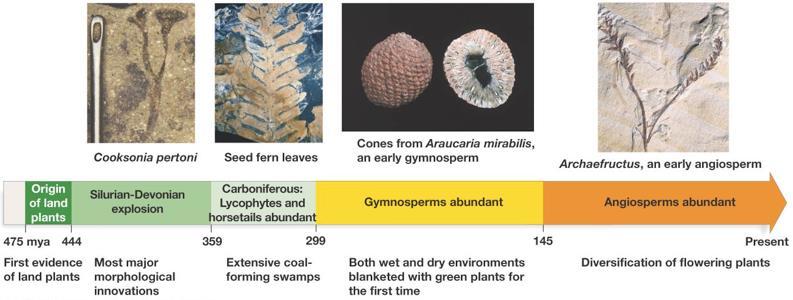 Cooksonia pertoni
Seed fern leaves
Cones from Araucaria mirabilis,
an early gymnosperm
Archaefructus, an early angiosperm
Origin
of land
plants
Silurian-Devonian
explosion
Carboniferous:
Lycophytes and
horsetails abundant
Gymnosperms abundant
Angiosperms abundant
475 mya
444
359
299
145
Present
First evidence
of land plants
Most major
morphological
innovations
Extensive coal-
forming swamps
Both wet and dry environments
blanketed with green plants for
the first time
Diversification of flowering plants